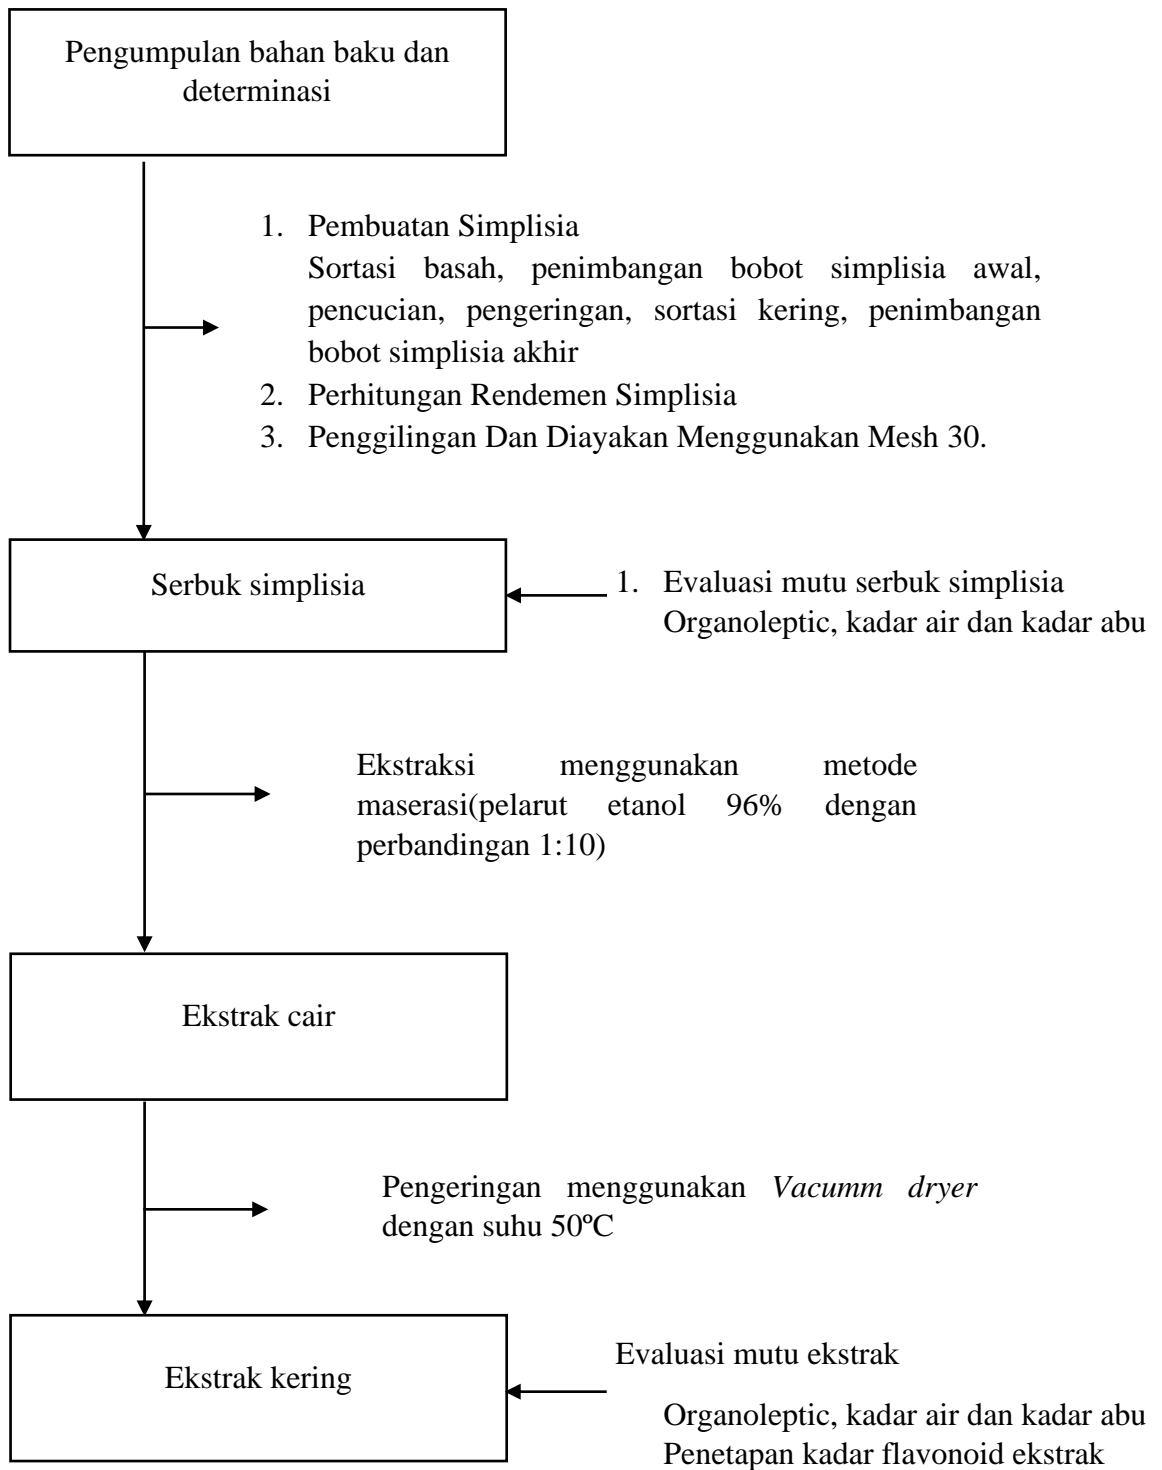 Pengumpulan bahan baku dan
determinasi
1. Pembuatan Simplisia
Sortasi basah, penimbangan bobot simplisia awal,
pencucian, pengeringan, sortasi kering, penimbangan
bobot simplisia akhir
2. Perhitungan Rendemen Simplisia
3. Penggilingan Dan Diayakan Menggunakan Mesh 30.
Serbuk simplisia
1. Evaluasi mutu serbuk simplisia
Organoleptic, kadar air dan kadar abu
Ekstraksi menggunakan metode
maserasi(pelarut etanol 96% dengan
perbandingan 1:10)
Ekstrak cair
Pengeringan menggunakan Vacumm dryer
dengan suhu 50ºC
Ekstrak kering
Evaluasi mutu ekstrak
Organoleptic, kadar air dan kadar abu
Penetapan kadar flavonoid ekstrak